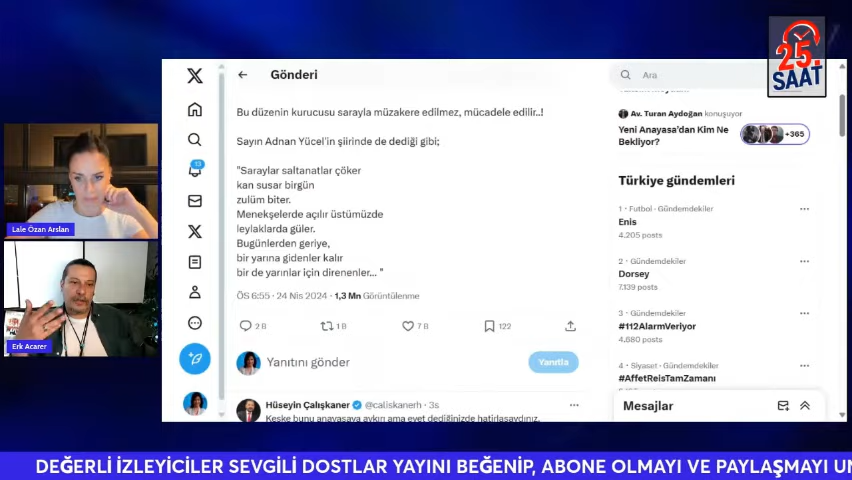 25.
SAAT
Gönderi
Ara
Bu düzenin kurucusu sarayla müzakere edilmez, mücadele edilir..!
Sayın Adnan Yücel'in şiirinde de dediği gibi;
"Saraylar saltanatlar çöker
kan susar birgün
zulüm biter.
Menekşelerde açılır üstümüzde
leylaklarda güler.
Bugünlerden geriye,
bir yarına gidenler kalır
bir de yarınlar için direnenler... "
ÖS 6:55 · 24 Nis 2024 · 1,3 Mn Görüntülenme
2 B
1 B
7 B
122
Yanıtını gönder
Yanıtla
Hüseyin Çalışkaner @caliskanerh · 3s
Keşke bunu anayasaya aykırı ama evet dediğinizde hatırlasaydınız.
13
Av. Turan Aydoğan konuşuyor
Yeni Anayasa'dan Kim Ne
Bekliyor?
+365
Türkiye gündemleri
1 · Futbol · Gündemdekiler
Enis
4.205 posts
2 · Gündemdekiler
Dorsey
7.139 posts
3 · Gündemdekiler
#112AlarmVeriyor
4.680 posts
4 · Siyaset · Gündemdekiler
#AffetReisTamZamanı
Mesajlar
Lale Özan Arslan
Erk Acarer
DEĞERLİ İZLEYİCİLER SEVGİLİ DOSTLAR YAYINI BEĞENİP, ABONE OLMAYI VE PAYLAŞMAYI UN